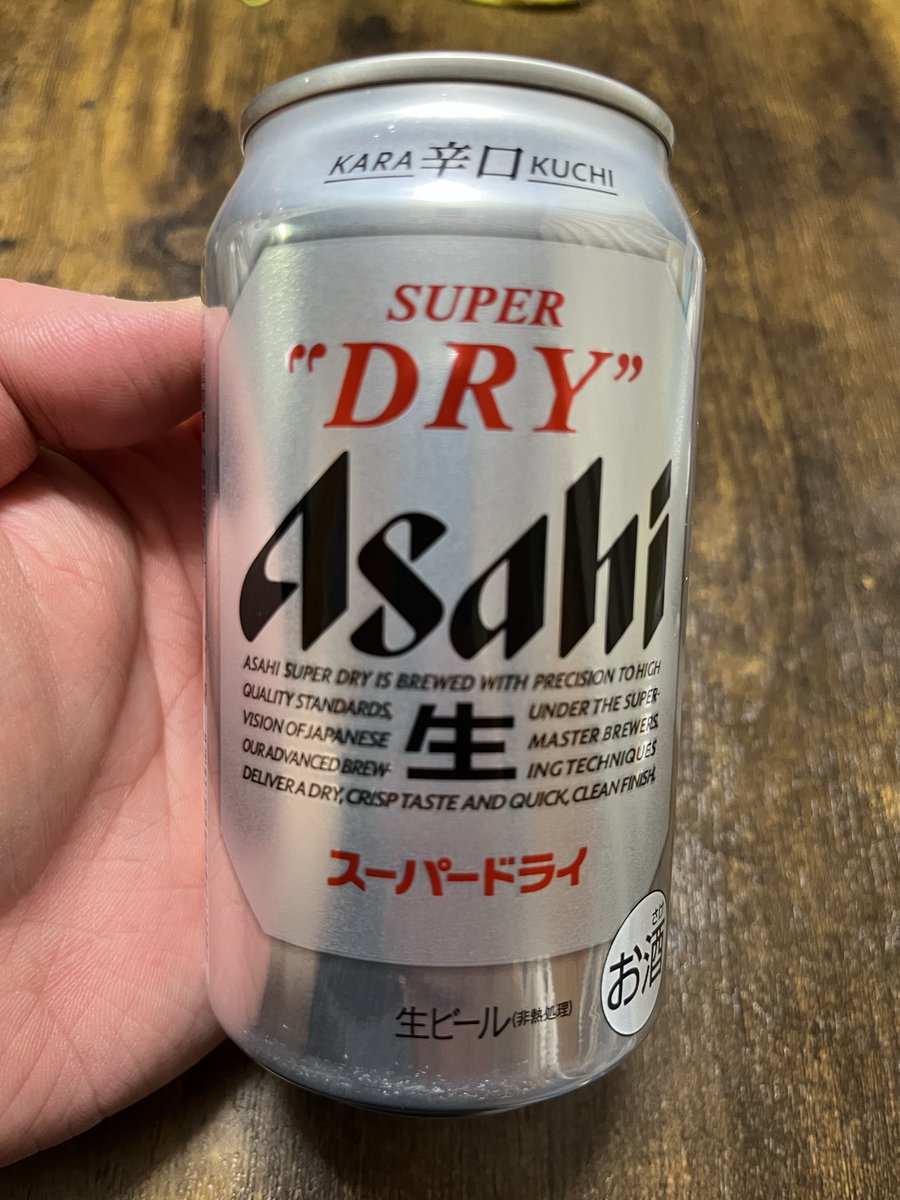 KARA 辛口 KUCHI
SUPER
"DRY"
Asahi
ASAHI SUPER DRY IS BREWED WITH PRECISION TO HIGH
QUALITY STANDARDS, UNDER THE SUPER-
VISION OF JAPANESE MASTER BREWERS.
生
OUR ADVANCED BREW- ING TECHNIQUES
DELIVER A DRY, CRISP TASTE AND QUICK, CLEAN FINISH.
スーパードライ
さけ
お酒
生ビール(非熱処理)